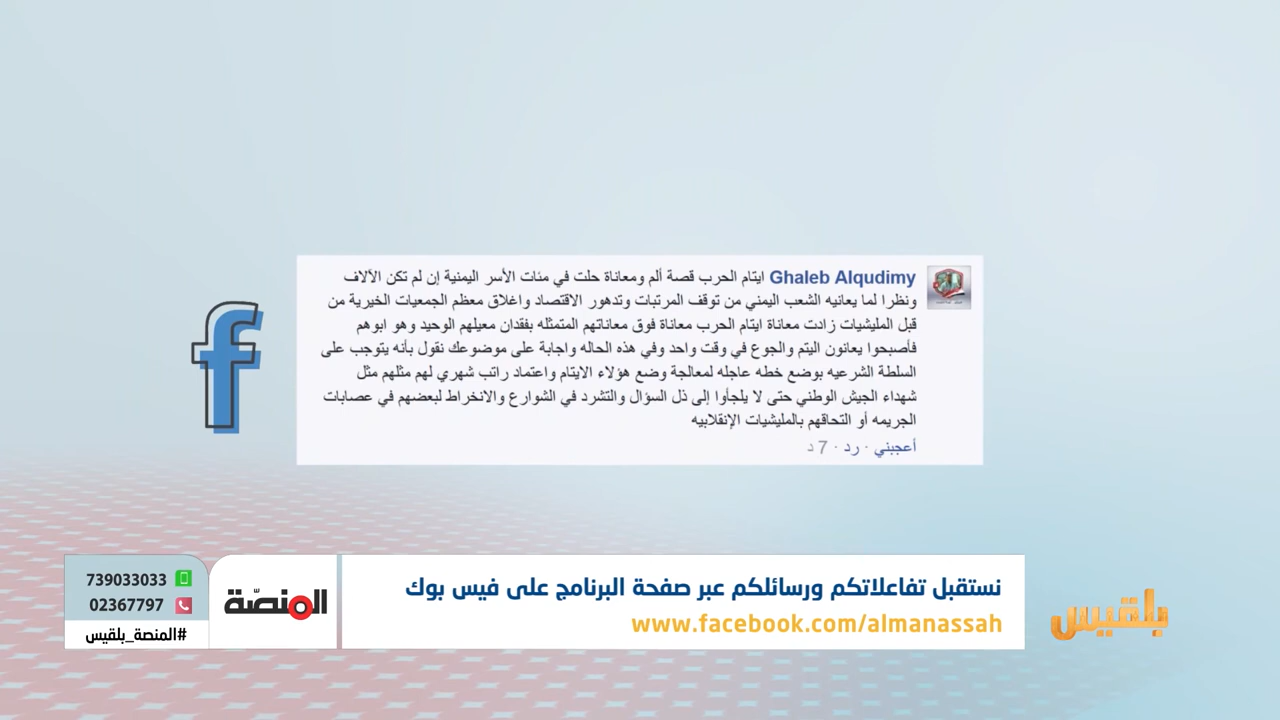 Ghaleb Alqudimy ايتام الحرب قصة ألم ومعاناة حلت في مئات الأسر اليمنية إن لم تكن الآلاف
ونظرا لما يعانيه الشعب اليمني من توقف المرتبات وتدهور الاقتصاد واغلاق معظم الجمعيات الخيرية من
قبل المليشيات زادت معاناة ايتام الحرب معاناة فوق معاناتهم المتمثله بفقدان معيلهم الوحيد وهو ابوهم
فأصبحوا يعانون اليتم والجوع في وقت واحد وفي هذه الحاله واجابة على موضوعك نقول بأنه يتوجب على
السلطة الشرعيه بوضع خطه عاجله لمعالجة وضع هؤلاء الايتام واعتماد راتب شهري لهم مثلهم مثل
شهداء الجيش الوطني حتى لا يلجأوا إلى ذل السؤال والتشرد في الشوارع والانخراط لبعضهم في عصابات
الجريمه أو التحاقهم بالمليشيات الإنقلابيه
أعجبني · رد · 7 د
نستقبل تفاعلاتكم ورسائلكم عبر صفحة البرنامج على فيس بوك
www.facebook.com/almanassah
المنصّة
739033033
02367797
#المنصة_بلقيس
بلقيس